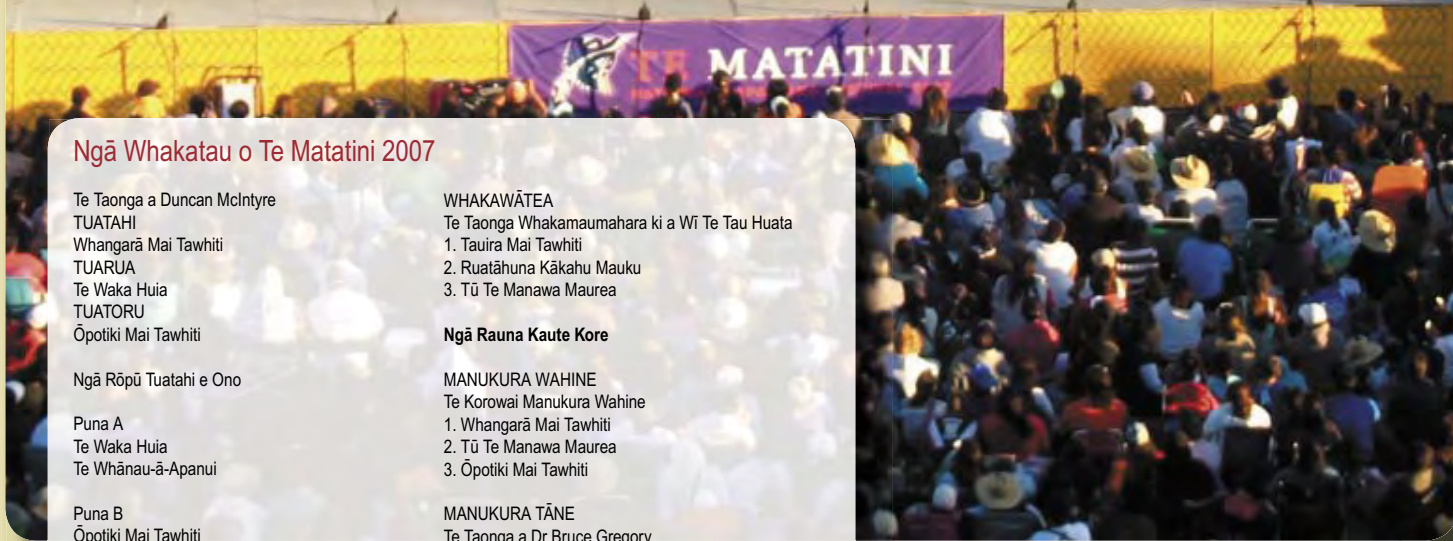 TE MATATINI
Ngā Whakatau o Te Matatini 2007
Te Taonga a Duncan McIntyre
TUATAHI
Whangarā Mai Tawhiti
TUARUA
Te Waka Huia
TUATORU
Ōpotiki Mai Tawhiti
Ngā Rōpū Tuatahi e Ono
Puna A
Te Waka Huia
Te Whānau-ā-Apanui
Puna B
Ōpotiki Mai Tawhiti
WHAKAWĀTEA
Te Taonga Whakamaumahara ki a Wī Te Tau Huata
1. Tauira Mai Tawhiti
2. Ruatāhuna Kākahu Mauku
3. Tū Te Manawa Maurea
Ngā Rauna Kaute Kore
MANUKURA WAHINE
Te Korowai Manukura Wahine
1. Whangarā Mai Tawhiti
2. Tū Te Manawa Maurea
3. Ōpotiki Mai Tawhiti
MANUKURA TĀNE
Te Taonga a Dr Bruce Gregory